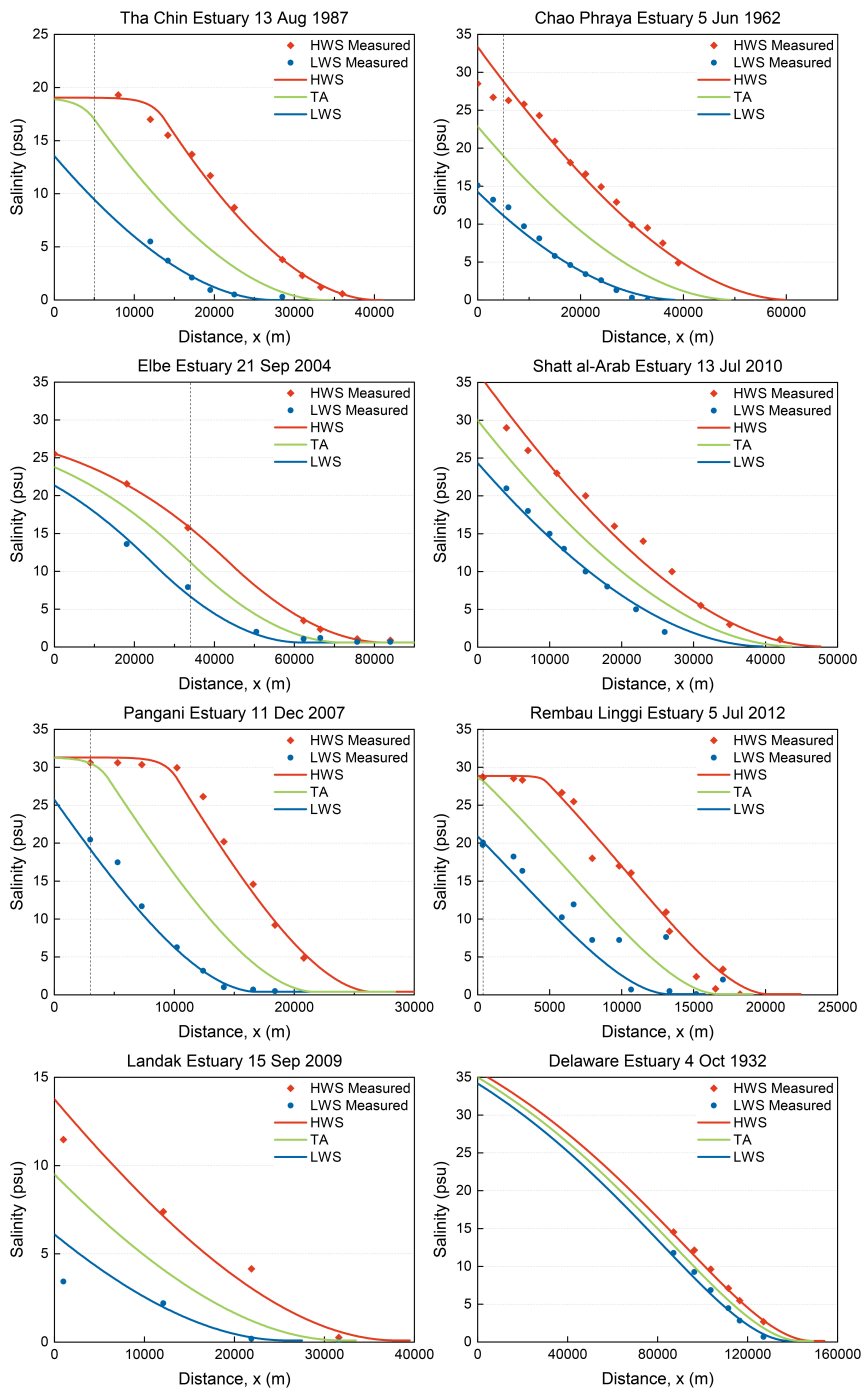 Tha Chin Estuary 13 Aug 1987
25
20
15
10
5
0
Salinity (psu)
HWS Measured
LWS Measured
HWS
TA
LWS
0 10000 20000 30000 40000
Distance, x (m)
Chao Phraya Estuary 5 Jun 1962
35
30
25
20
15
10
5
0
Salinity (psu)
HWS Measured
LWS Measured
HWS
TA
LWS
0 20000 40000 60000
Distance, x (m)
Elbe Estuary 21 Sep 2004
35
30
25
20
15
10
5
0
Salinity (psu)
HWS Measured
LWS Measured
HWS
TA
LWS
0 20000 40000 60000 80000
Distance, x (m)
Shatt al-Arab Estuary 13 Jul 2010
35
30
25
20
15
10
5
0
Salinity (psu)
HWS Measured
LWS Measured
HWS
TA
LWS
0 10000 20000 30000 40000 50000
Distance, x (m)
Pangani Estuary 11 Dec 2007
35
30
25
20
15
10
5
0
Salinity (psu)
HWS Measured
LWS Measured
HWS
TA
LWS
0 10000 20000 30000
Distance, x (m)
Rembau Linggi Estuary 5 Jul 2012
35
30
25
20
15
10
5
0
Salinity (psu)
HWS Measured
LWS Measured
HWS
TA
LWS
0 5000 10000 15000 20000 25000
Distance, x (m)
Landak Estuary 15 Sep 2009
15
10
5
0
Salinity (psu)
HWS Measured
LWS Measured
HWS
TA
LWS
0 10000 20000 30000 40000
Distance, x (m)
Delaware Estuary 4 Oct 1932
35
30
25
20
15
10
5
0
Salinity (psu)
HWS Measured
LWS Measured
HWS
TA
LWS
0 40000 80000 120000 160000
Distance, x (m)